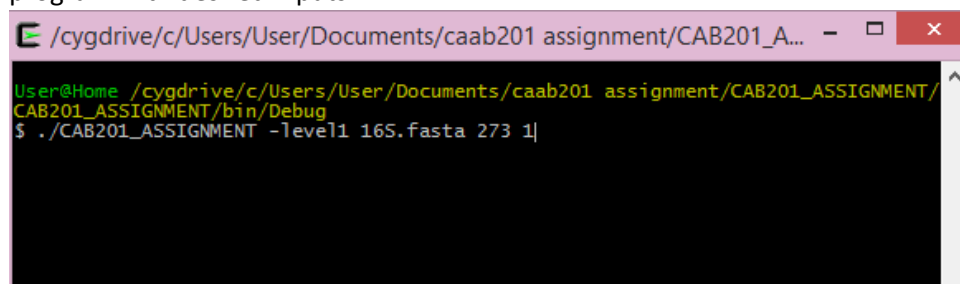 /cygdrive/c/Users/User/Documents/caab201 assignment/CAB201_A...
User@Home /cygdrive/c/Users/User/Documents/caab201 assignment/CAB201_ASSIGNMENT/
CAB201_ASSIGNMENT/bin/Debug
$ ./CAB201_ASSIGNMENT -level1 16S.fasta 273 1